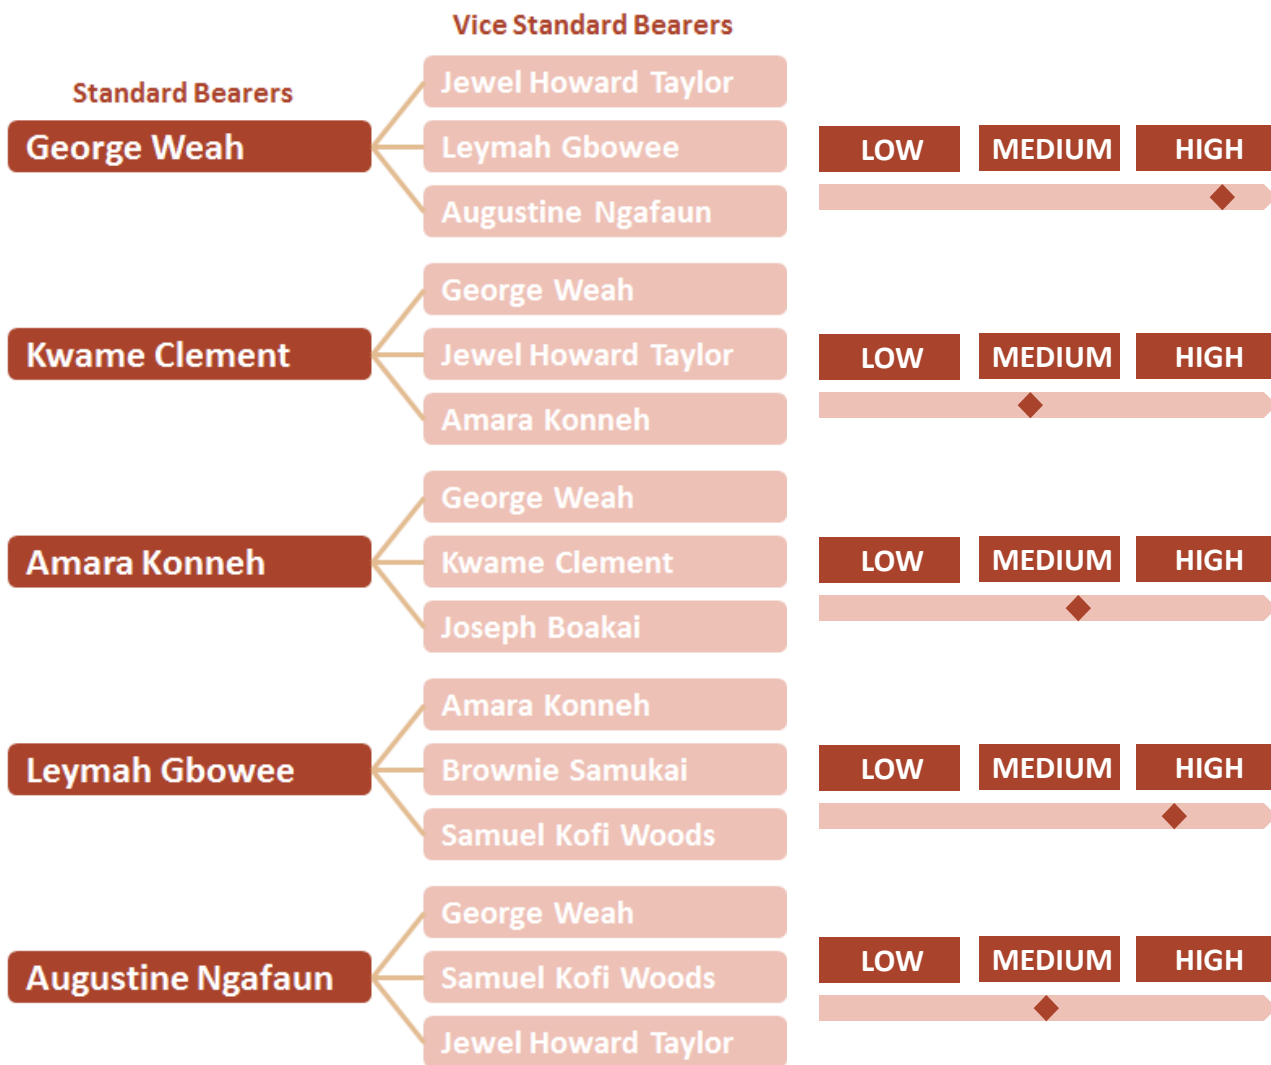 Vice Standard Bearers
Standard Bearers
George Weah
Jewel Howard Taylor
Leymah Gbowee
Augustine Ngafaun
LOW MEDIUM HIGH
Kwame Clement
George Weah
Jewel Howard Taylor
Amara Konneh
LOW MEDIUM HIGH
Amara Konneh
George Weah
Kwame Clement
Joseph Boakai
LOW MEDIUM HIGH
Leymah Gbowee
Amara Konneh
Brownie Samukai
Samuel Kofi Woods
LOW MEDIUM HIGH
Augustine Ngafaun
George Weah
Samuel Kofi Woods
Jewel Howard Taylor
LOW MEDIUM HIGH